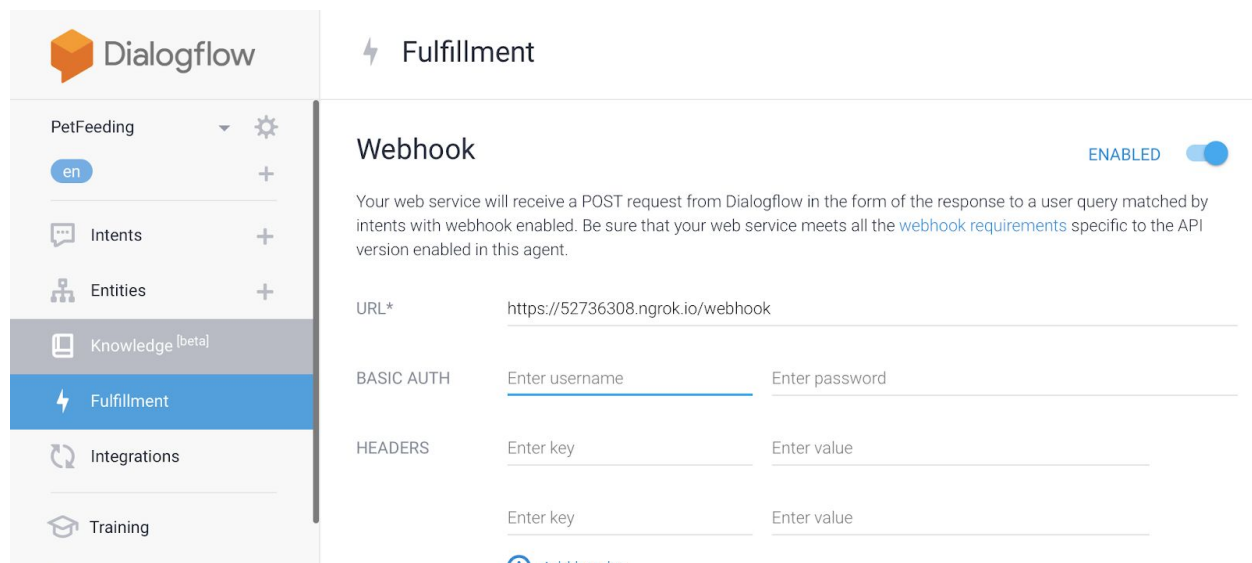 Dialogflow
Fulfillment
PetFeeding
en
Webhook
ENABLED
Your web service will receive a POST request from Dialogflow in the form of the response to a user query matched by
intents with webhook enabled. Be sure that your web service meets all the webhook requirements specific to the API
version enabled in this agent.
Intents
Entities
Knowledge [beta]
Fulfillment
Integrations
Training
URL* https://52736308.ngrok.io/webhook
BASIC AUTH Enter username Enter password
HEADERS Enter key Enter value
Enter key Enter value